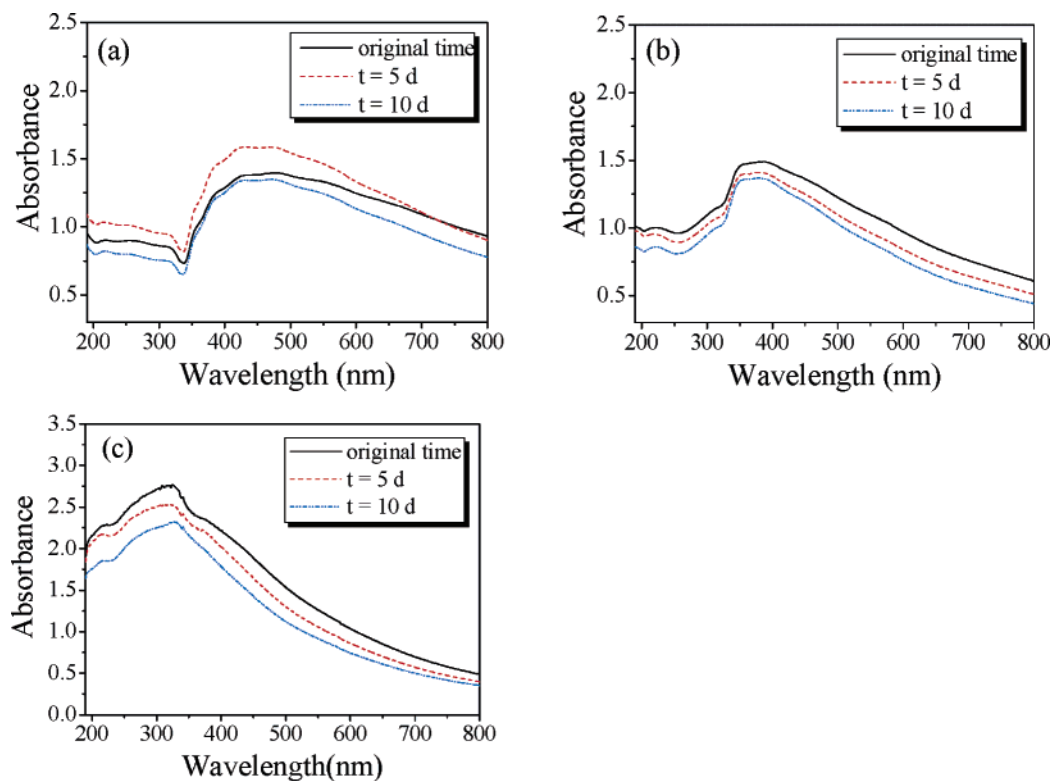 (a)
original time
t = 5 d
t = 10 d
2.5
2.0
1.5
1.0
0.5
Absorbance
200 300 400 500 600 700 800
Wavelength (nm)
(b)
original time
t = 5 d
t = 10 d
2.5
2.0
1.5
1.0
0.5
Absorbance
200 300 400 500 600 700 800
Wavelength (nm)
(c)
original time
t = 5 d
t = 10 d
3.5
3.0
2.5
2.0
1.5
1.0
0.5
0.0
Absorbance
200 300 400 500 600 700 800
Wavelength(nm)